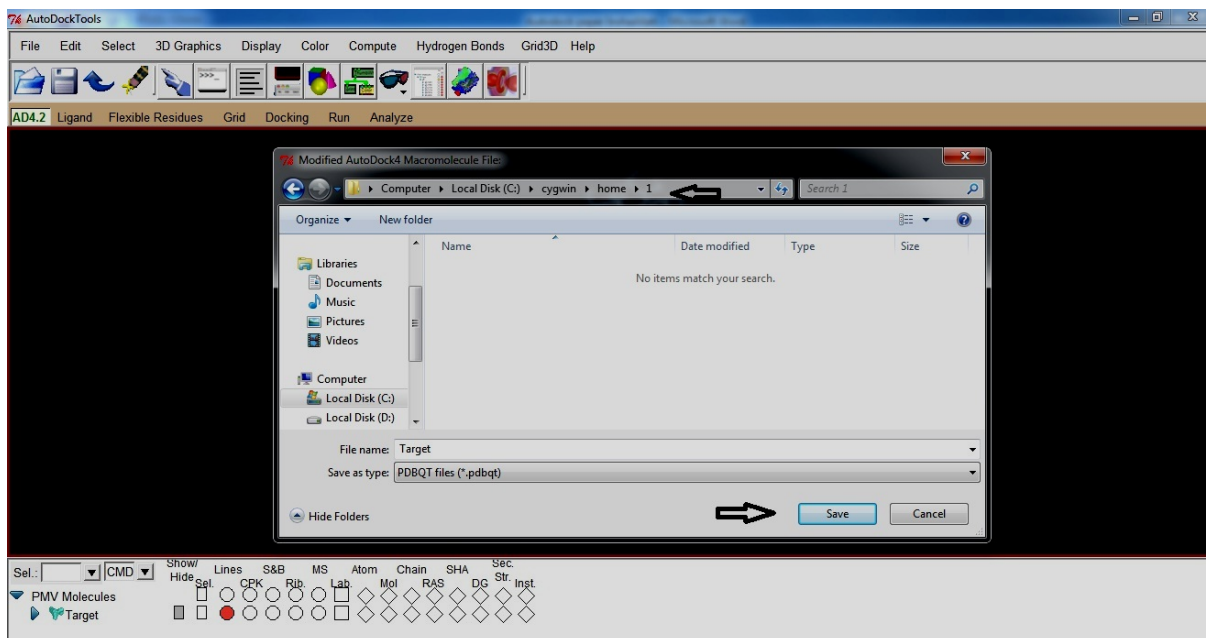 AutoDockTools
File Edit Select 3D Graphics Display Color Compute Hydrogen Bonds Grid3D Help
AD4.2 Ligand Flexible Residues Grid Docking Run Analyze
Modified AutoDock4 Macromolecule File:
Computer Local Disk (C:) cygwin home 1 Search 1
Organize New folder
Name Date modified Type Size
Libraries
No items match your search.
Documents
Music
Pictures
Videos
Computer
Local Disk (C:)
Local Disk (D:)
File name: Target
Save as type: PDBQT files (*.pdbqt)
Hide Folders Save Cancel
Sel.: CMD Show/ Hide Sel. Lines CPK S&B Rib. MS Lab. Atom Mol Chain RAS SHA DG Sec. Str. Inst.
PMV Molecules
Target